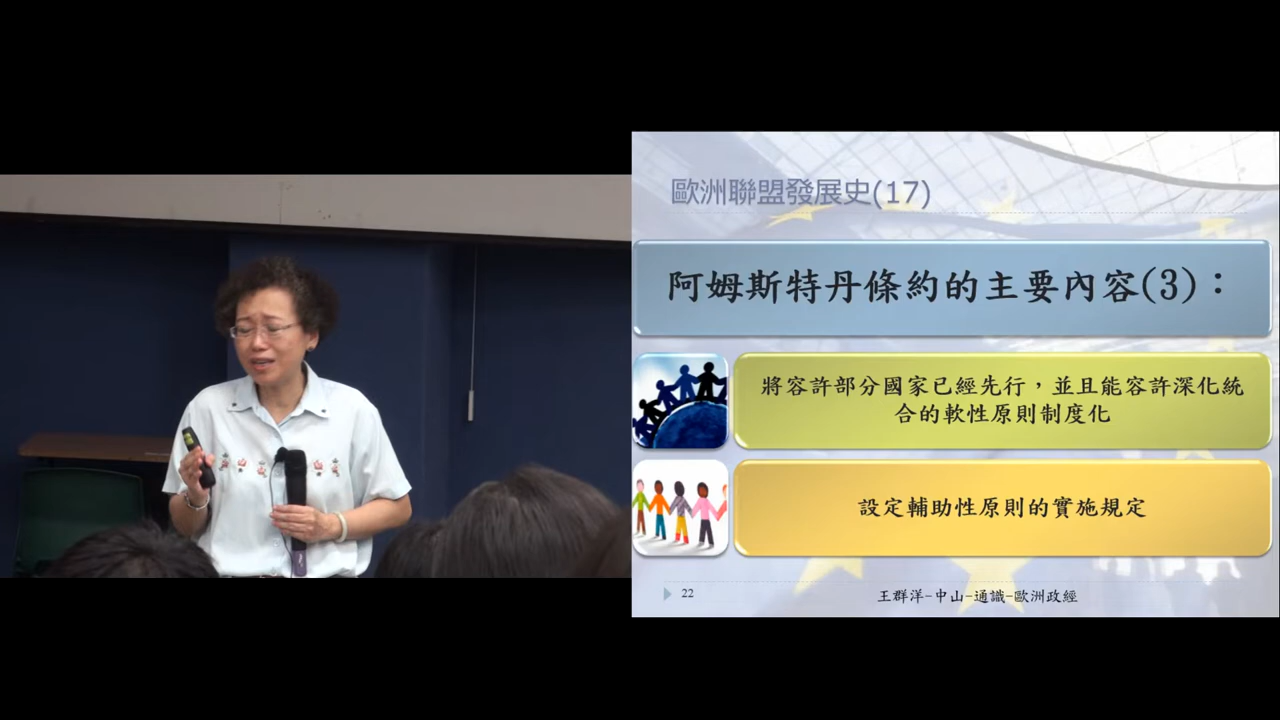 歐洲聯盟發展史(17)
阿姆斯特丹條約的主要內容(3)：
將容許部分國家已經先行，並且能容許深化統
合的軟性原則制度化
設定輔助性原則的實施規定
22
王群洋-中山-通識-歐洲政經